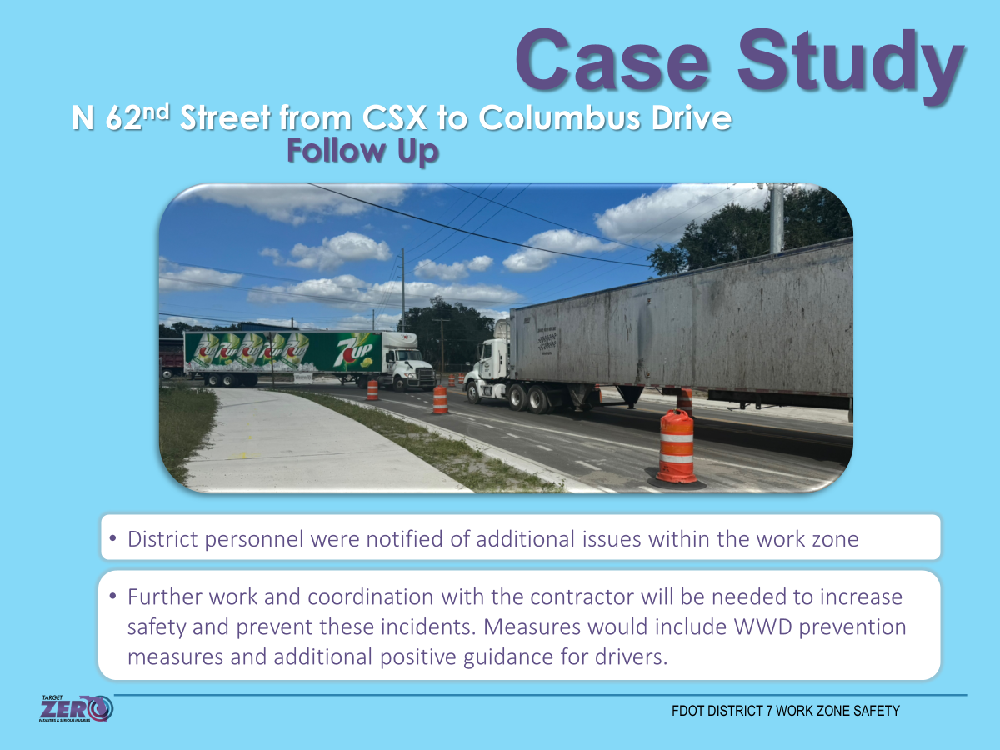 Case Study
N 62nd Street from CSX to Columbus Drive
Follow Up
7UP
• District personnel were notified of additional issues within the work zone
• Further work and coordination with the contractor will be needed to increase
safety and prevent these incidents. Measures would include WWD prevention
measures and additional positive guidance for drivers.
TARGET
ZERO
FATALITIES & SERIOUS INJURIES
FDOT DISTRICT 7 WORK ZONE SAFETY